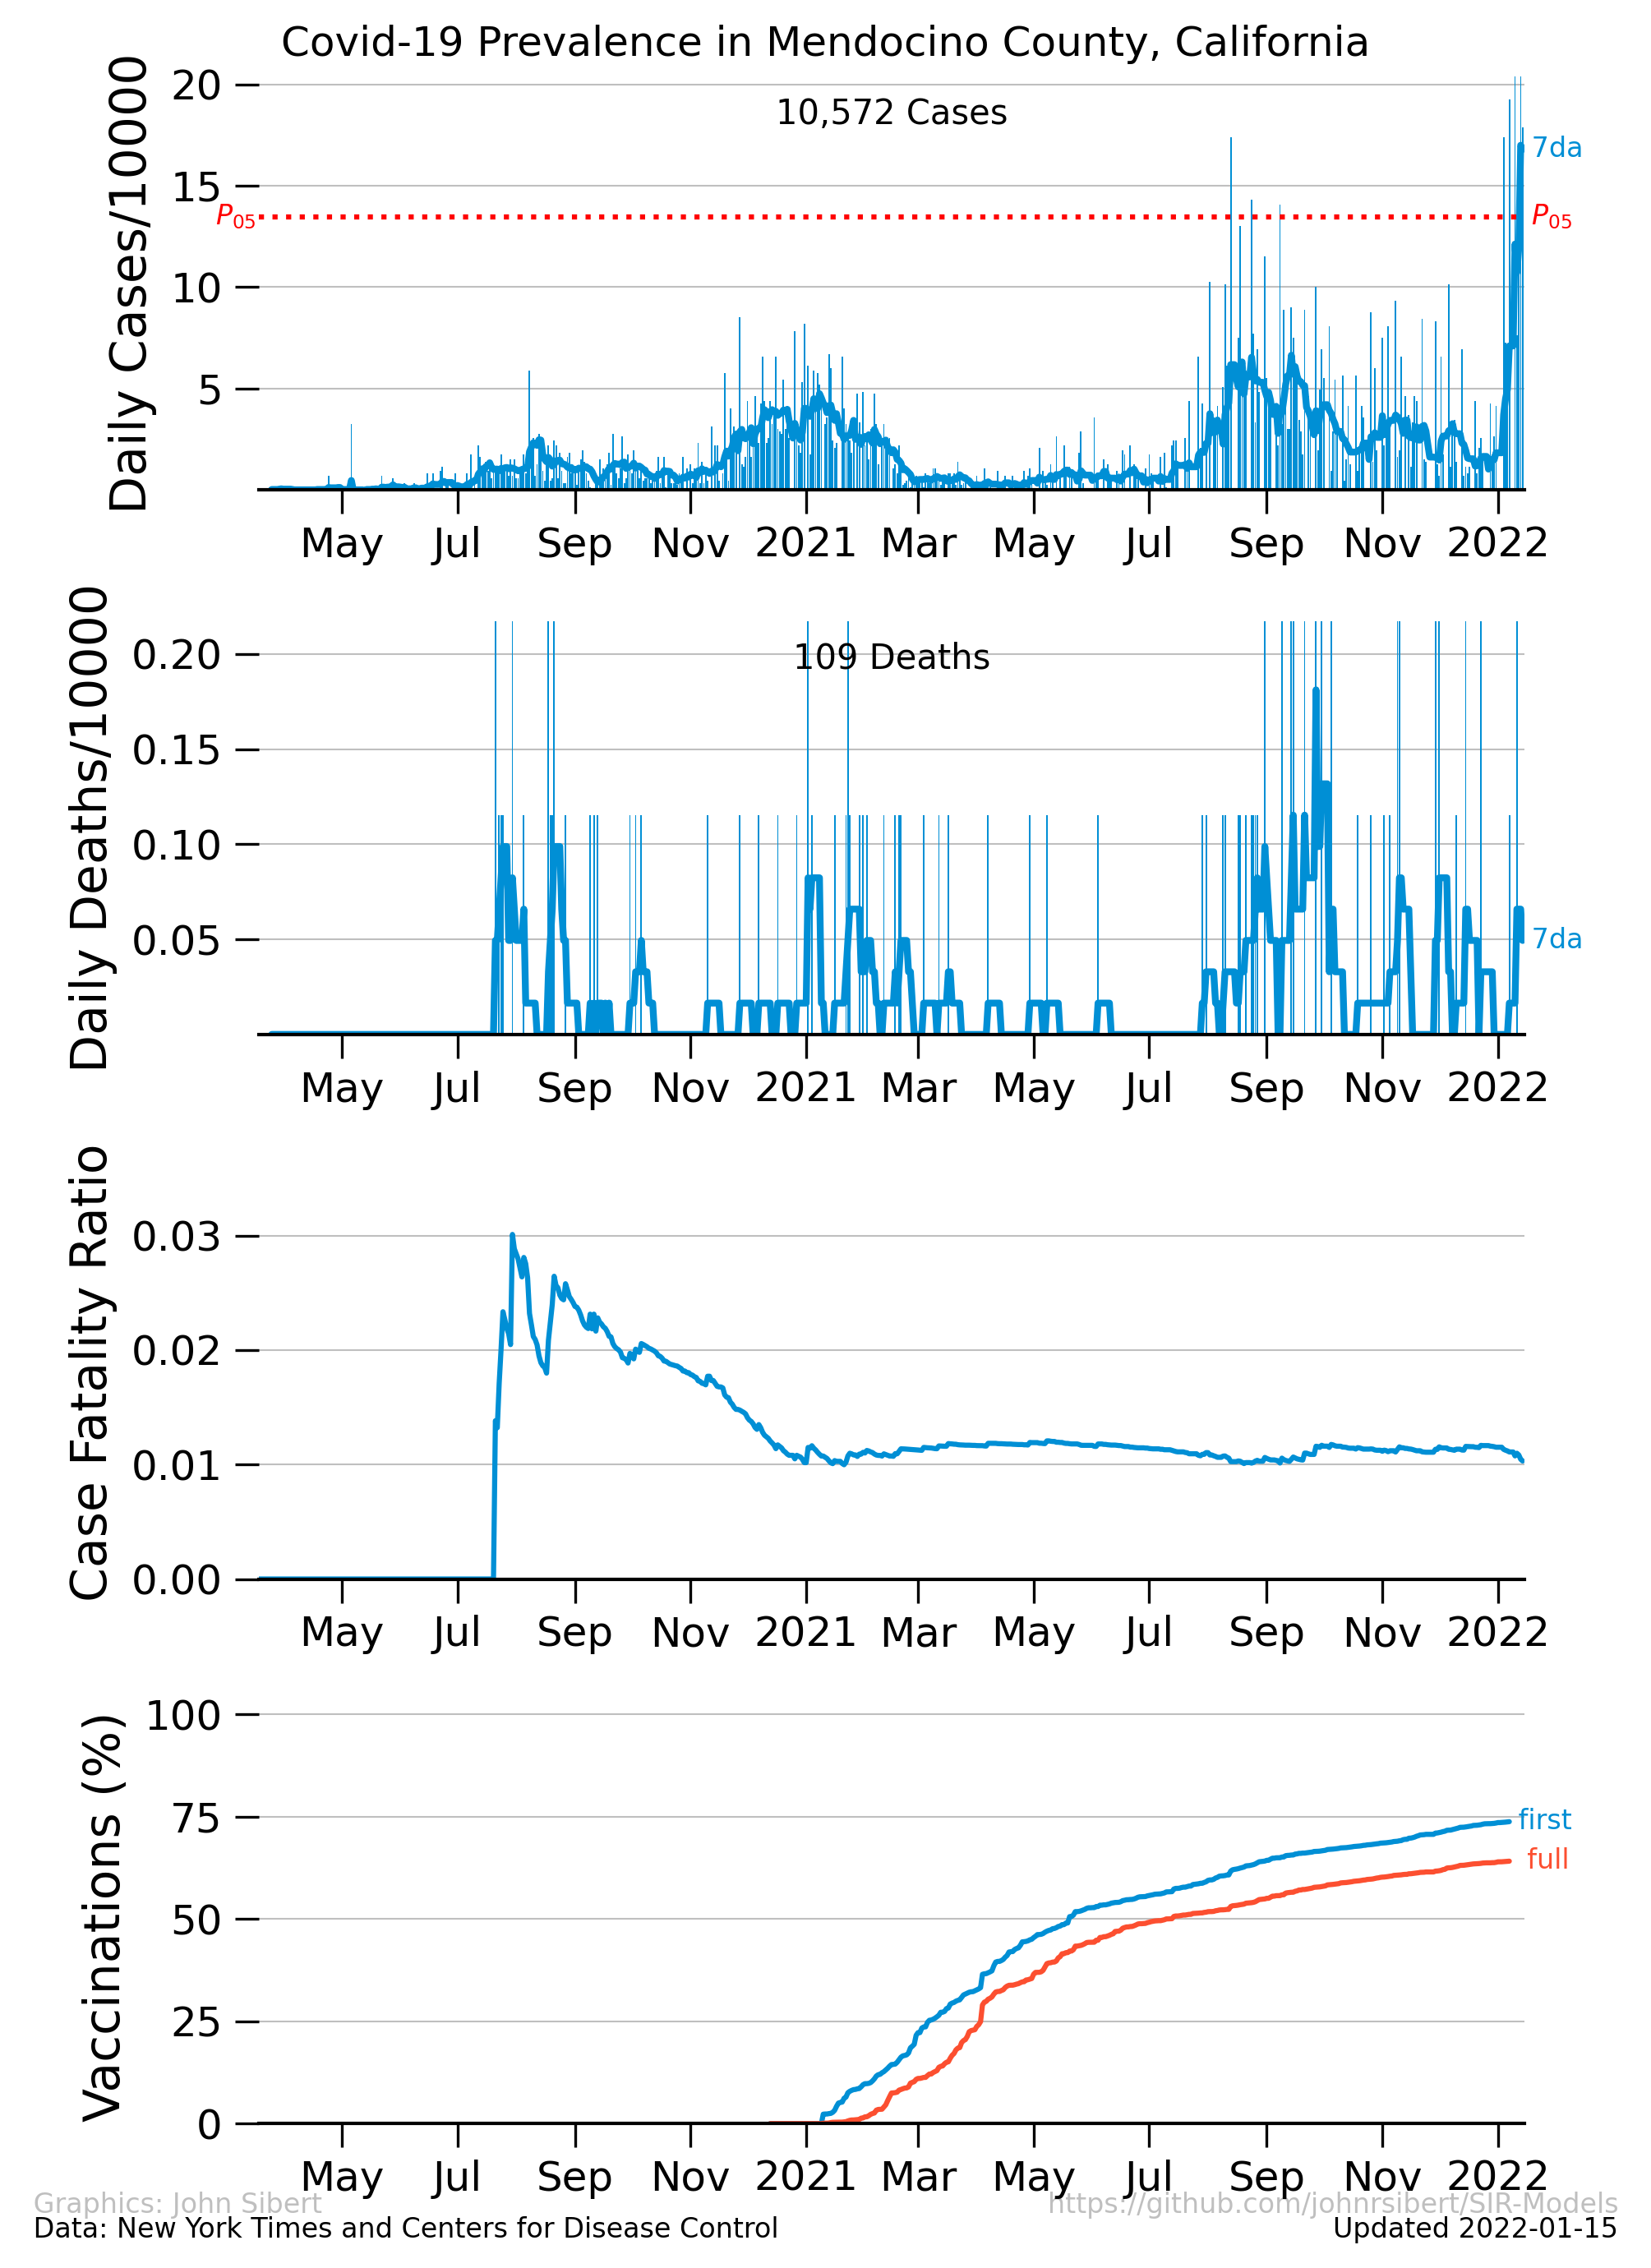 Covid-19 Prevalence in Mendocino County, California
Daily Cases/10000
20
15
10
5
10,572 Cases
7da
P05
P05
May Jul Sep Nov 2021 Mar May Jul Sep Nov 2022
Daily Deaths/10000
0.20
0.15
0.10
0.05
109 Deaths
7da
May Jul Sep Nov 2021 Mar May Jul Sep Nov 2022
Case Fatality Ratio
0.03
0.02
0.01
0.00
May Jul Sep Nov 2021 Mar May Jul Sep Nov 2022
Vaccinations (%)
100
75
50
25
0
first
full
May Jul Sep Nov 2021 Mar May Jul Sep Nov 2022
Graphics: John Sibert
https://github.com/johnrsibert/SIR-Models
Data: New York Times and Centers for Disease Control
Updated 2022-01-15